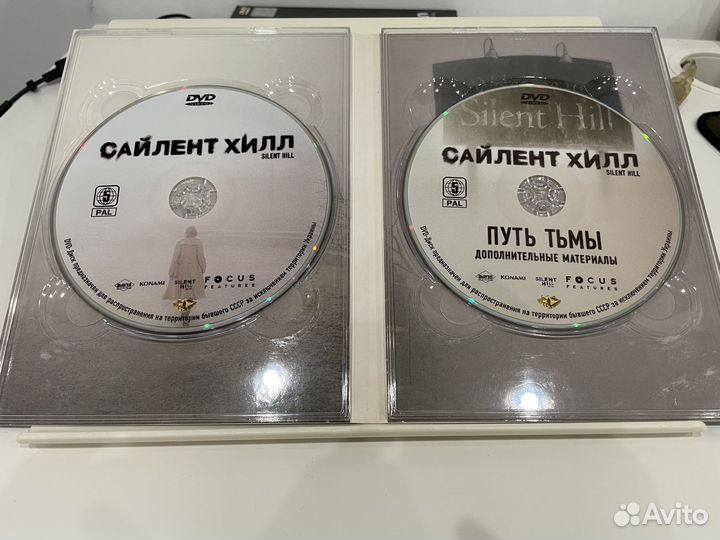 DVD
VIDEO
САЙЛЕНТ ХИЛЛ
SILENT HILL
5
PAL
KONAMI
SILENT HILL
FOCUS
FEATURES
DVD-Диск предназначен для распространения на территории бывшего СССР за исключением территории Украины
Silent Hill
DVD
VIDEO
САЙЛЕНТ ХИЛЛ
SILENT HILL
5
PAL
ПУТЬ ТЬМЫ
ДОПОЛНИТЕЛЬНЫЕ МАТЕРИАЛЫ
KONAMI
SILENT HILL
FOCUS
FEATURES
DVD-Диск предназначен для распространения на территории бывшего СССР за исключением территории Украины
Avito